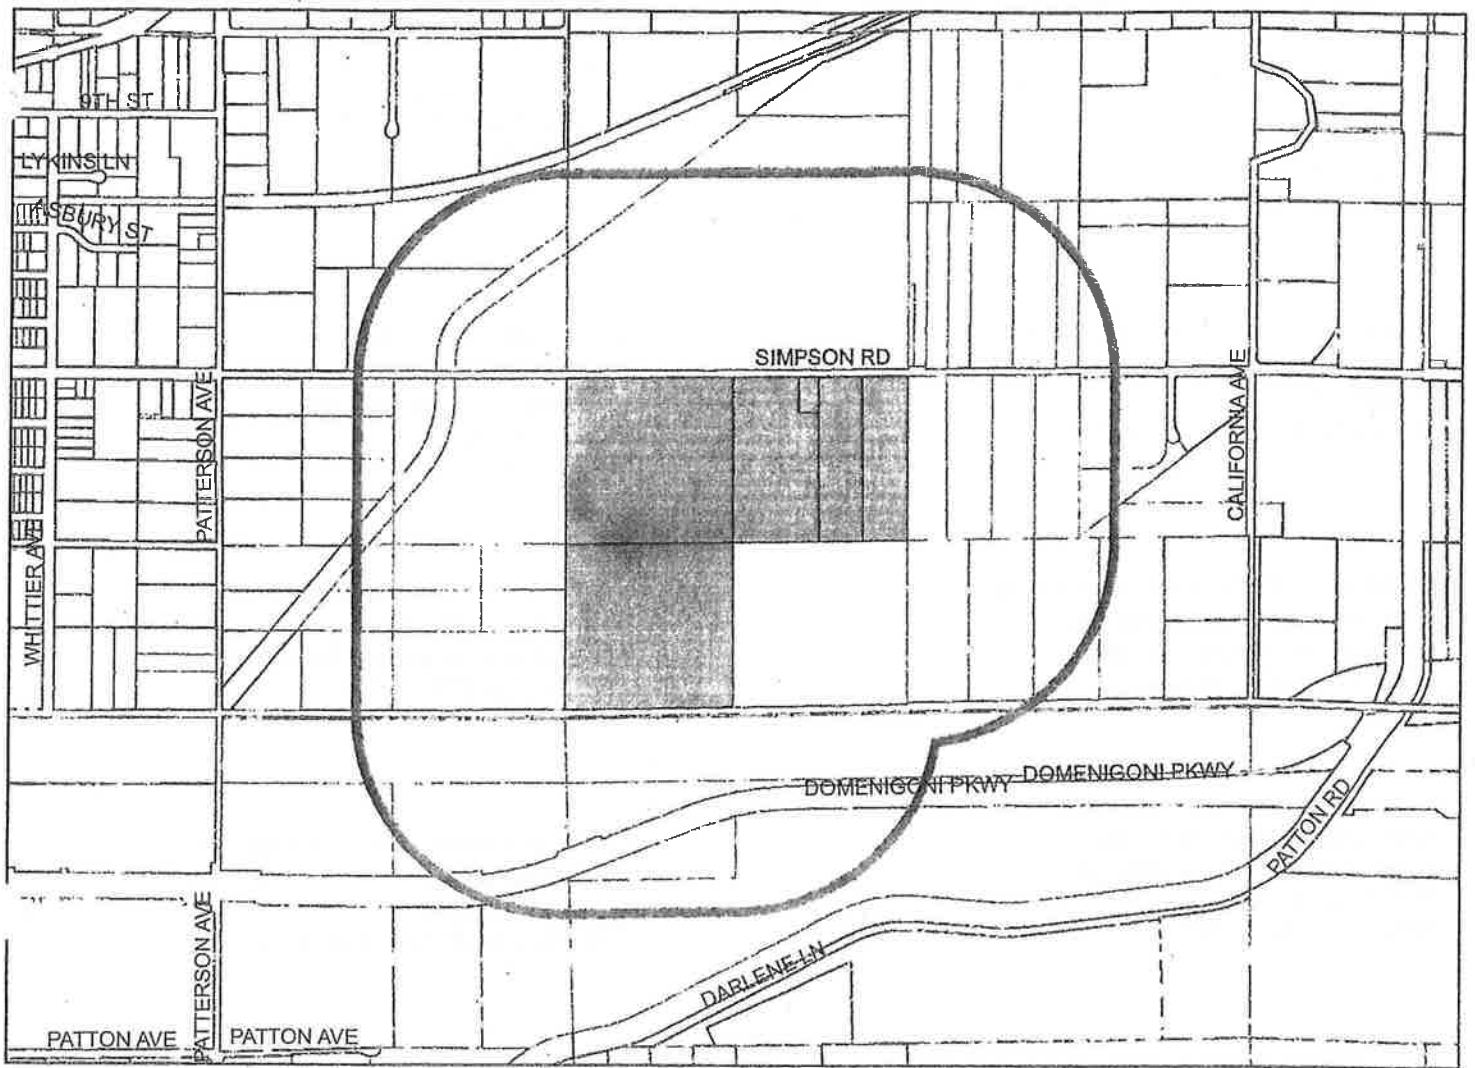 9TH ST
LYKINS LN
ASBURY ST
SIMPSON RD
PATTERSON AVE
CALIFORNIA AVE
WHITTIER AVE
DOMENIGONI PKWY
DOMENIGONI PKWY
PATTON RD
PATTERSON AVE
DARLENE LN
PATTON AVE
PATTON AVE